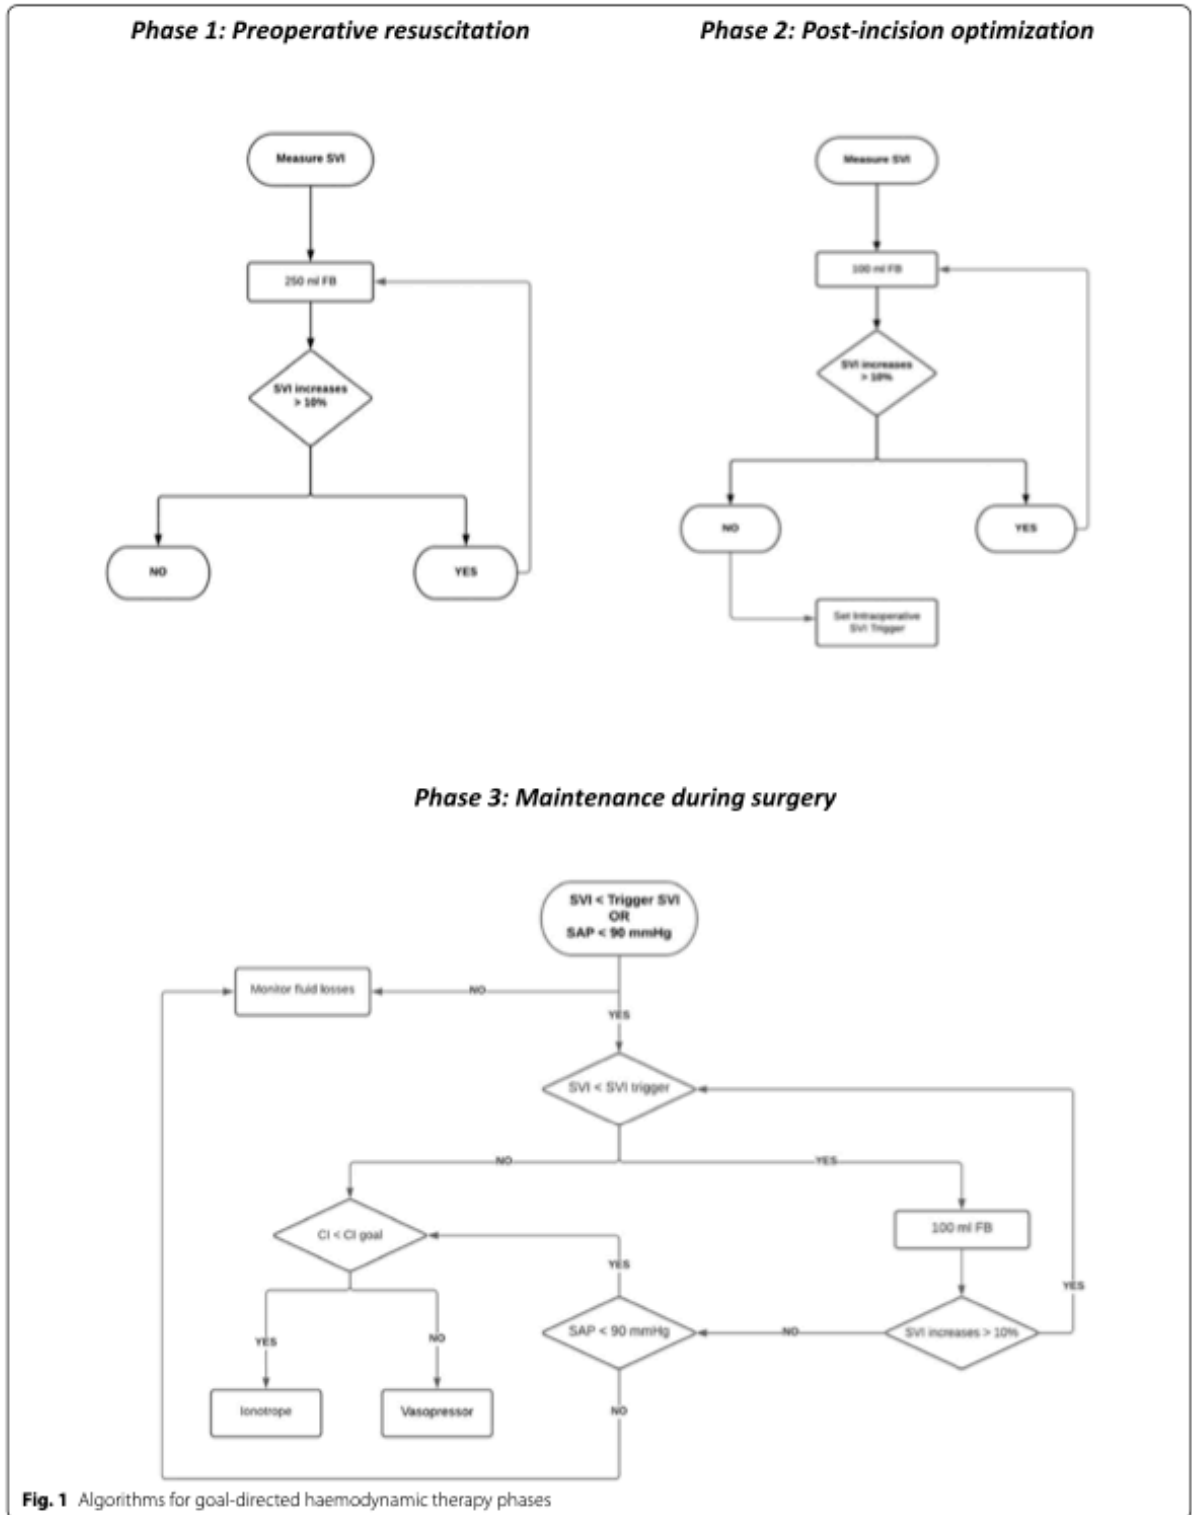 Phase 1: Preoperative resuscitation
Measure SVI
250 ml FB
SVI increases
> 10%
NO
YES
Phase 2: Post-incision optimization
Measure SVI
100 ml FB
SVI increases
> 10%
NO
YES
Set Intraoperative
SVI Trigger
Phase 3: Maintenance during surgery
SVI < Trigger SVI
OR
SAP < 90 mmHg
Monitor fluid losses
NO
YES
SVI < SVI trigger
NO
YES
CI < CI goal
100 ml FB
YES
YES
SAP < 90 mmHg
NO
SVI increases > 10%
YES
NO
Ionotrope
Vasopressor
NO
Fig. 1 Algorithms for goal-directed haemodynamic therapy phases